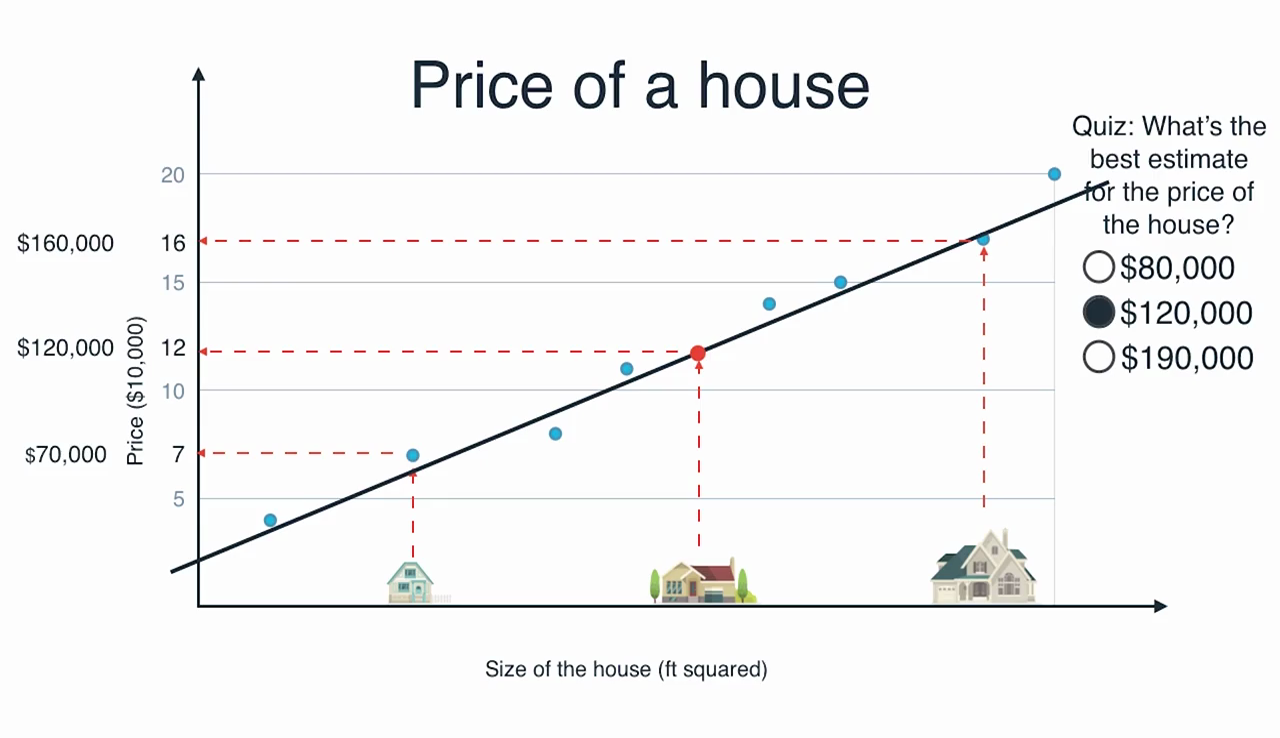 Price of a house
Quiz: What’s the
best estimate
for the price of
the house?
$80,000
$120,000
$190,000
20
$160,000 16
15
$120,000 12
10
$70,000 7
5
Price ($10,000)
Size of the house (ft squared)